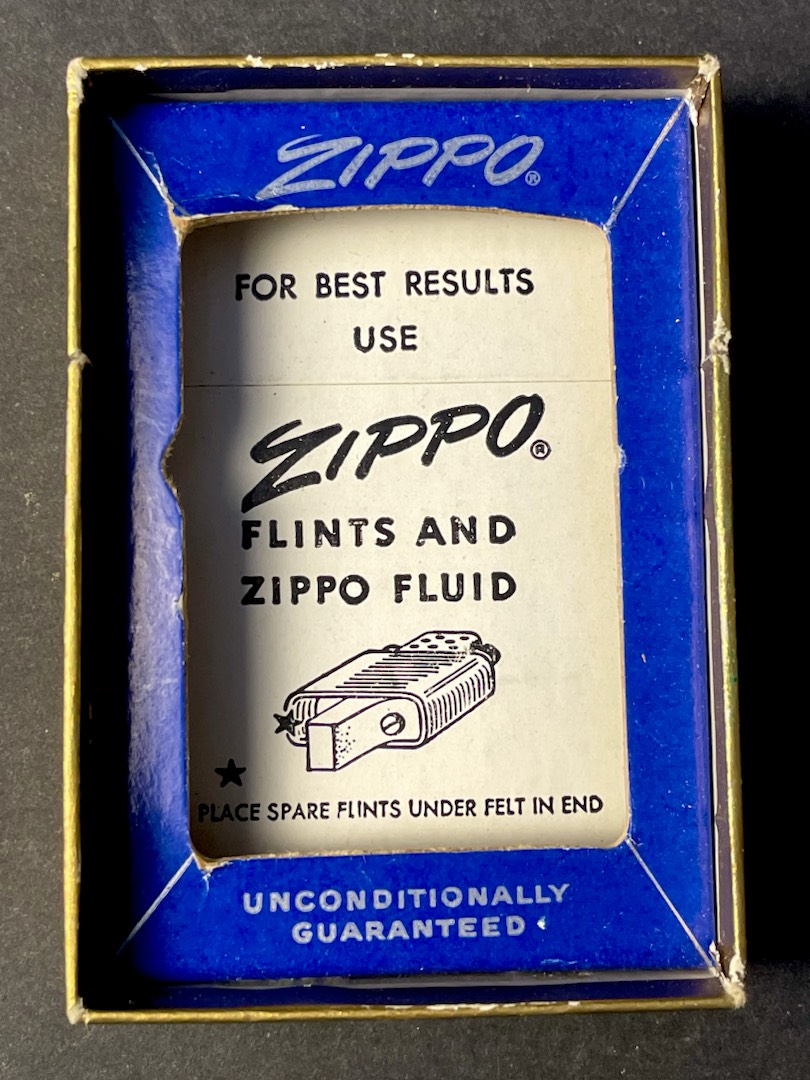 ZIPPO®
FOR BEST RESULTS
USE
ZIPPO®
FLINTS AND
ZIPPO FLUID
PLACE SPARE FLINTS UNDER FELT IN END
UNCONDITIONALLY
GUARANTEED